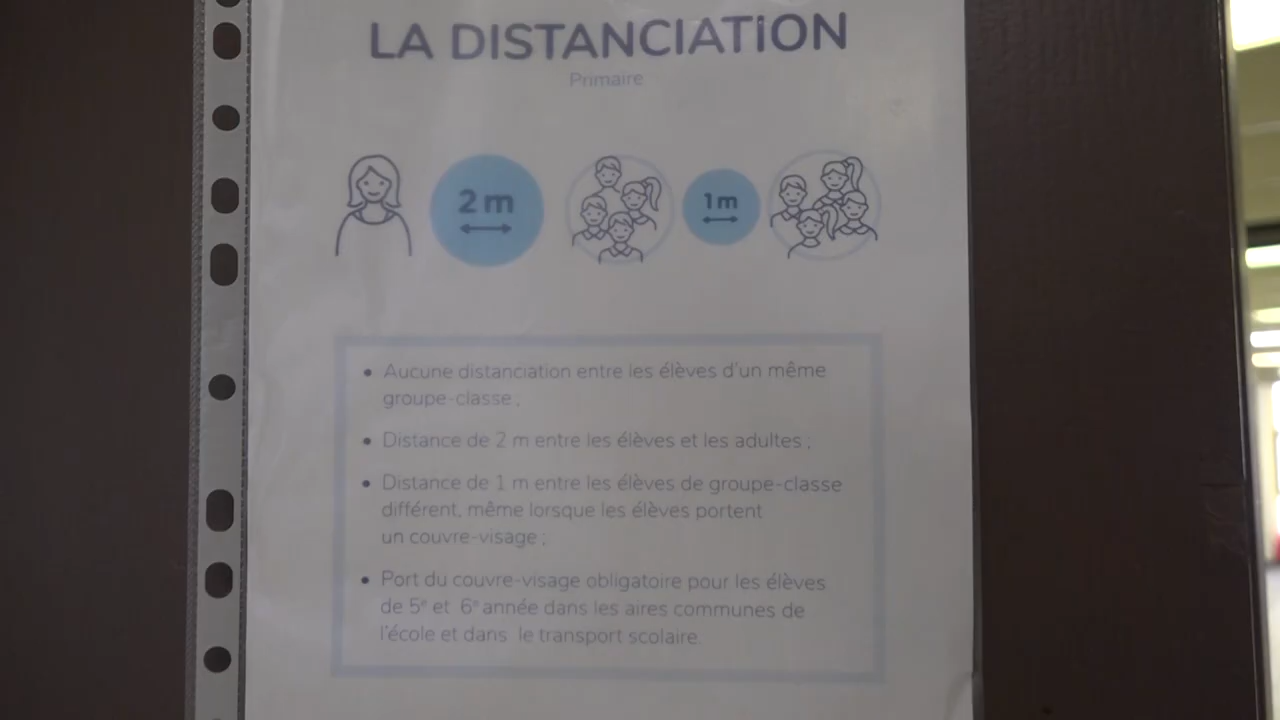 LA DISTANCIATION
Primaire
2 m
1 m
• Aucune distanciation entre les élèves d'un même
groupe-classe ;
• Distance de 2 m entre les élèves et les adultes ;
• Distance de 1 m entre les élèves de groupe-classe
différent, même lorsque les élèves portent
un couvre-visage ;
• Port du couvre-visage obligatoire pour les élèves
de 5e et 6e année dans les aires communes de
l'école et dans le transport scolaire.